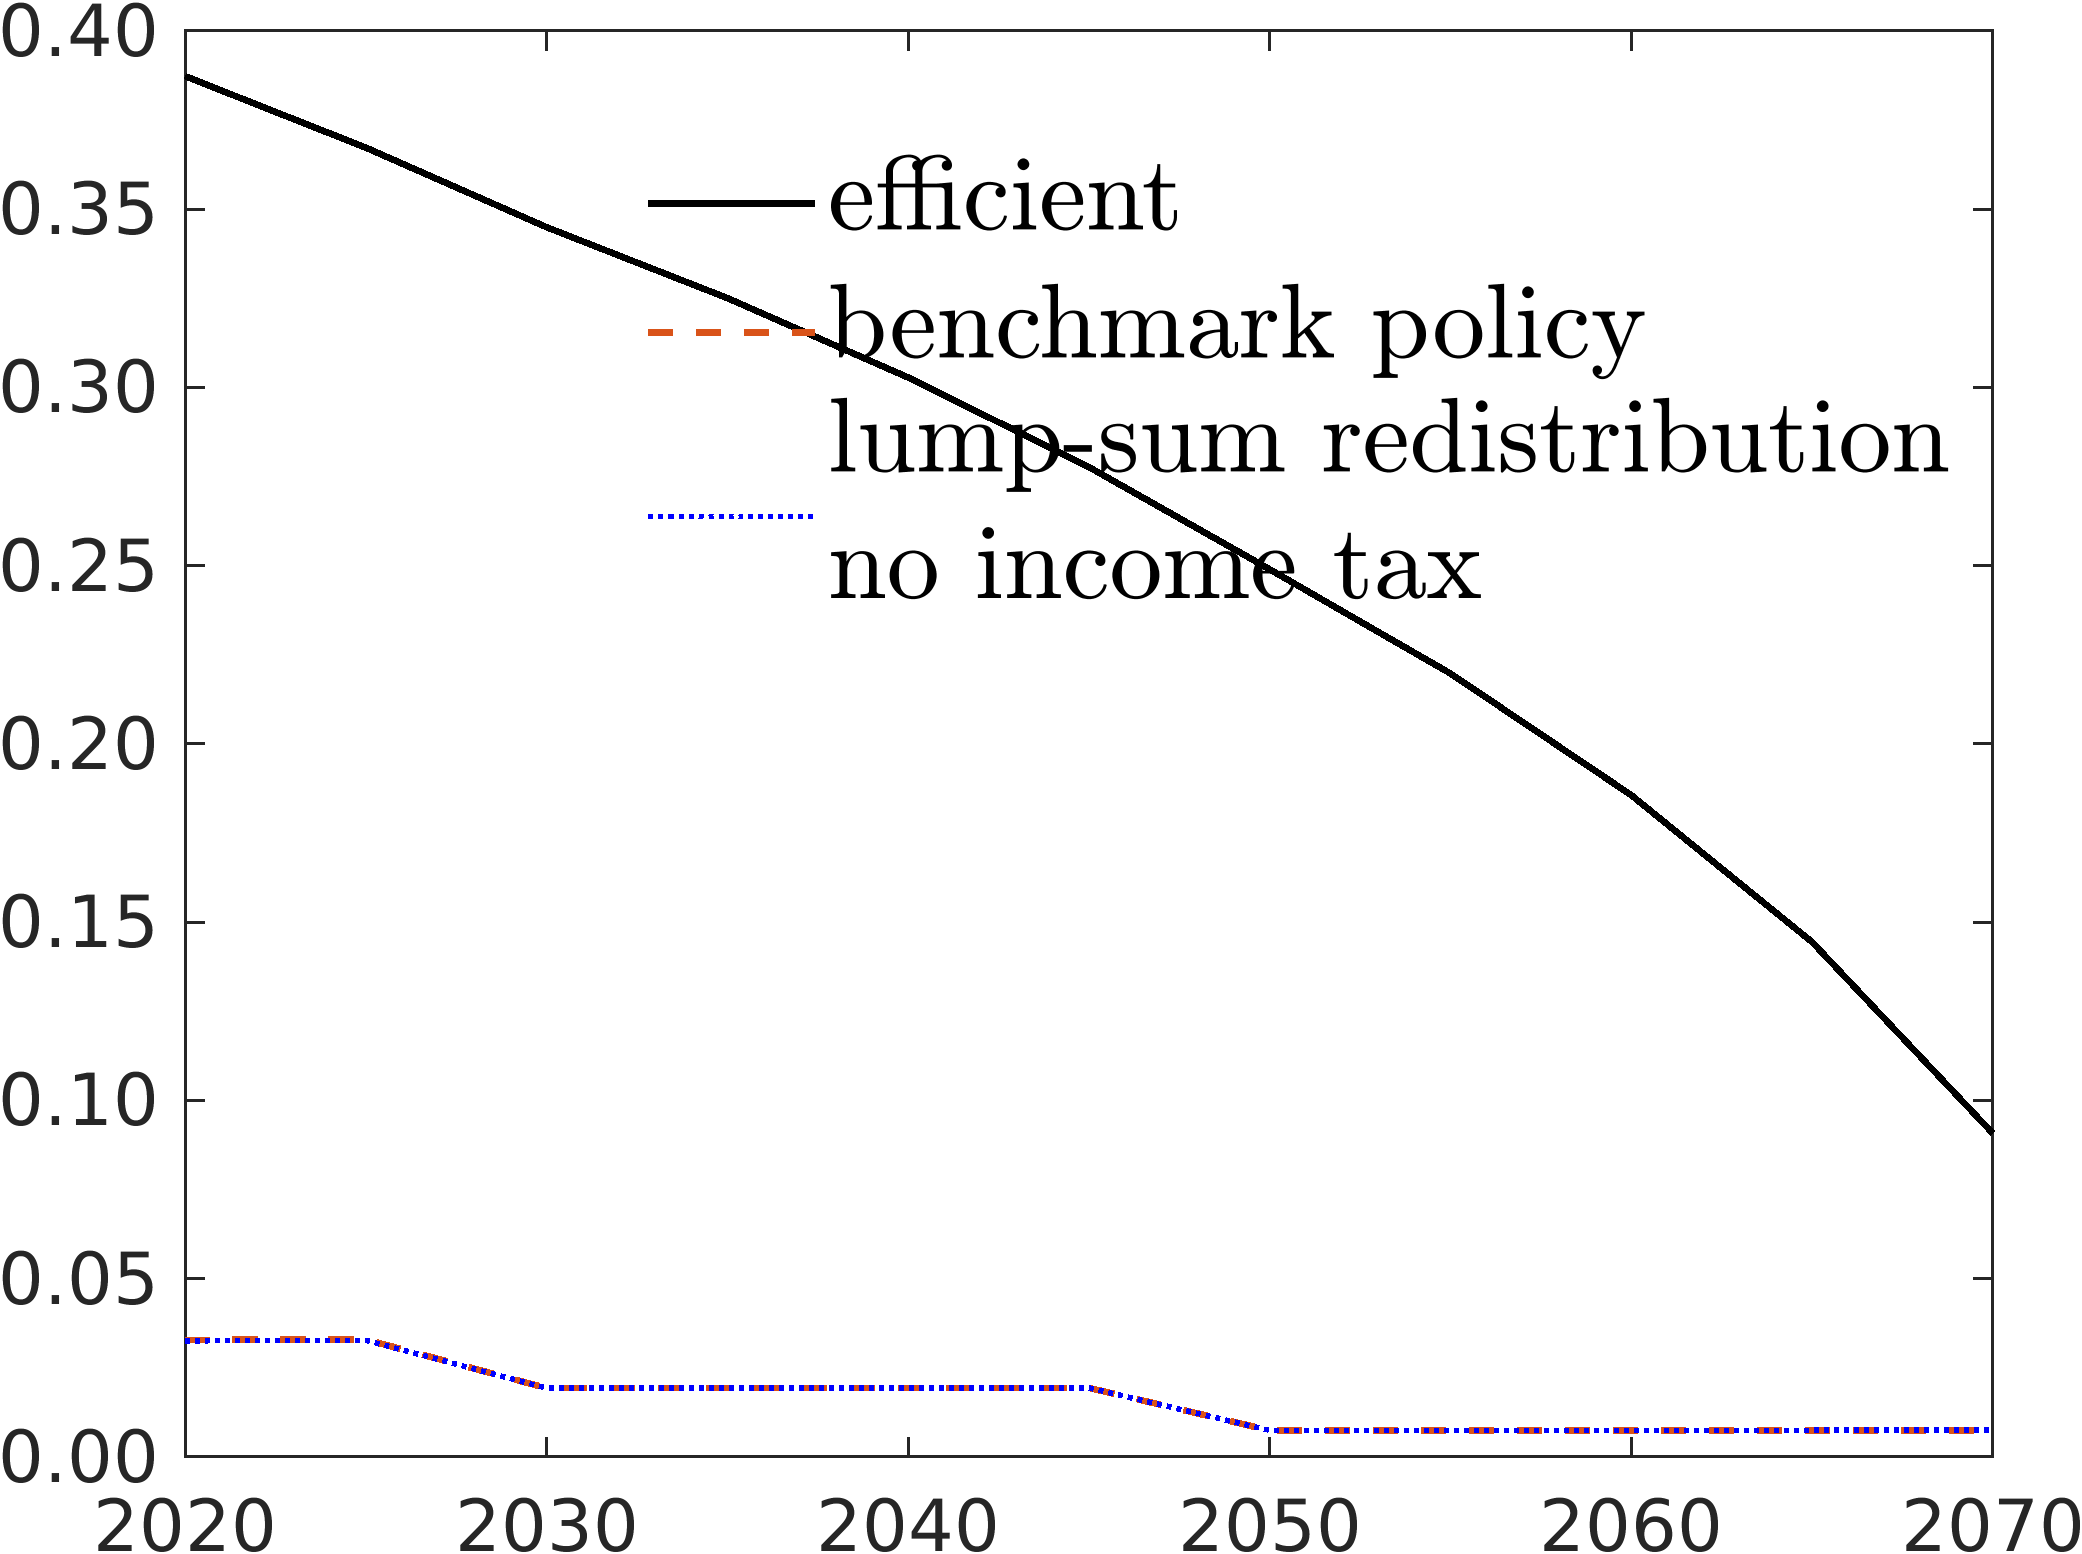 0.40
0.35
0.30
0.25
0.20
0.15
0.10
0.05
0.00
efficient
benchmark policy
lump-sum redistribution
no income tax
2020 2030 2040 2050 2060 2070